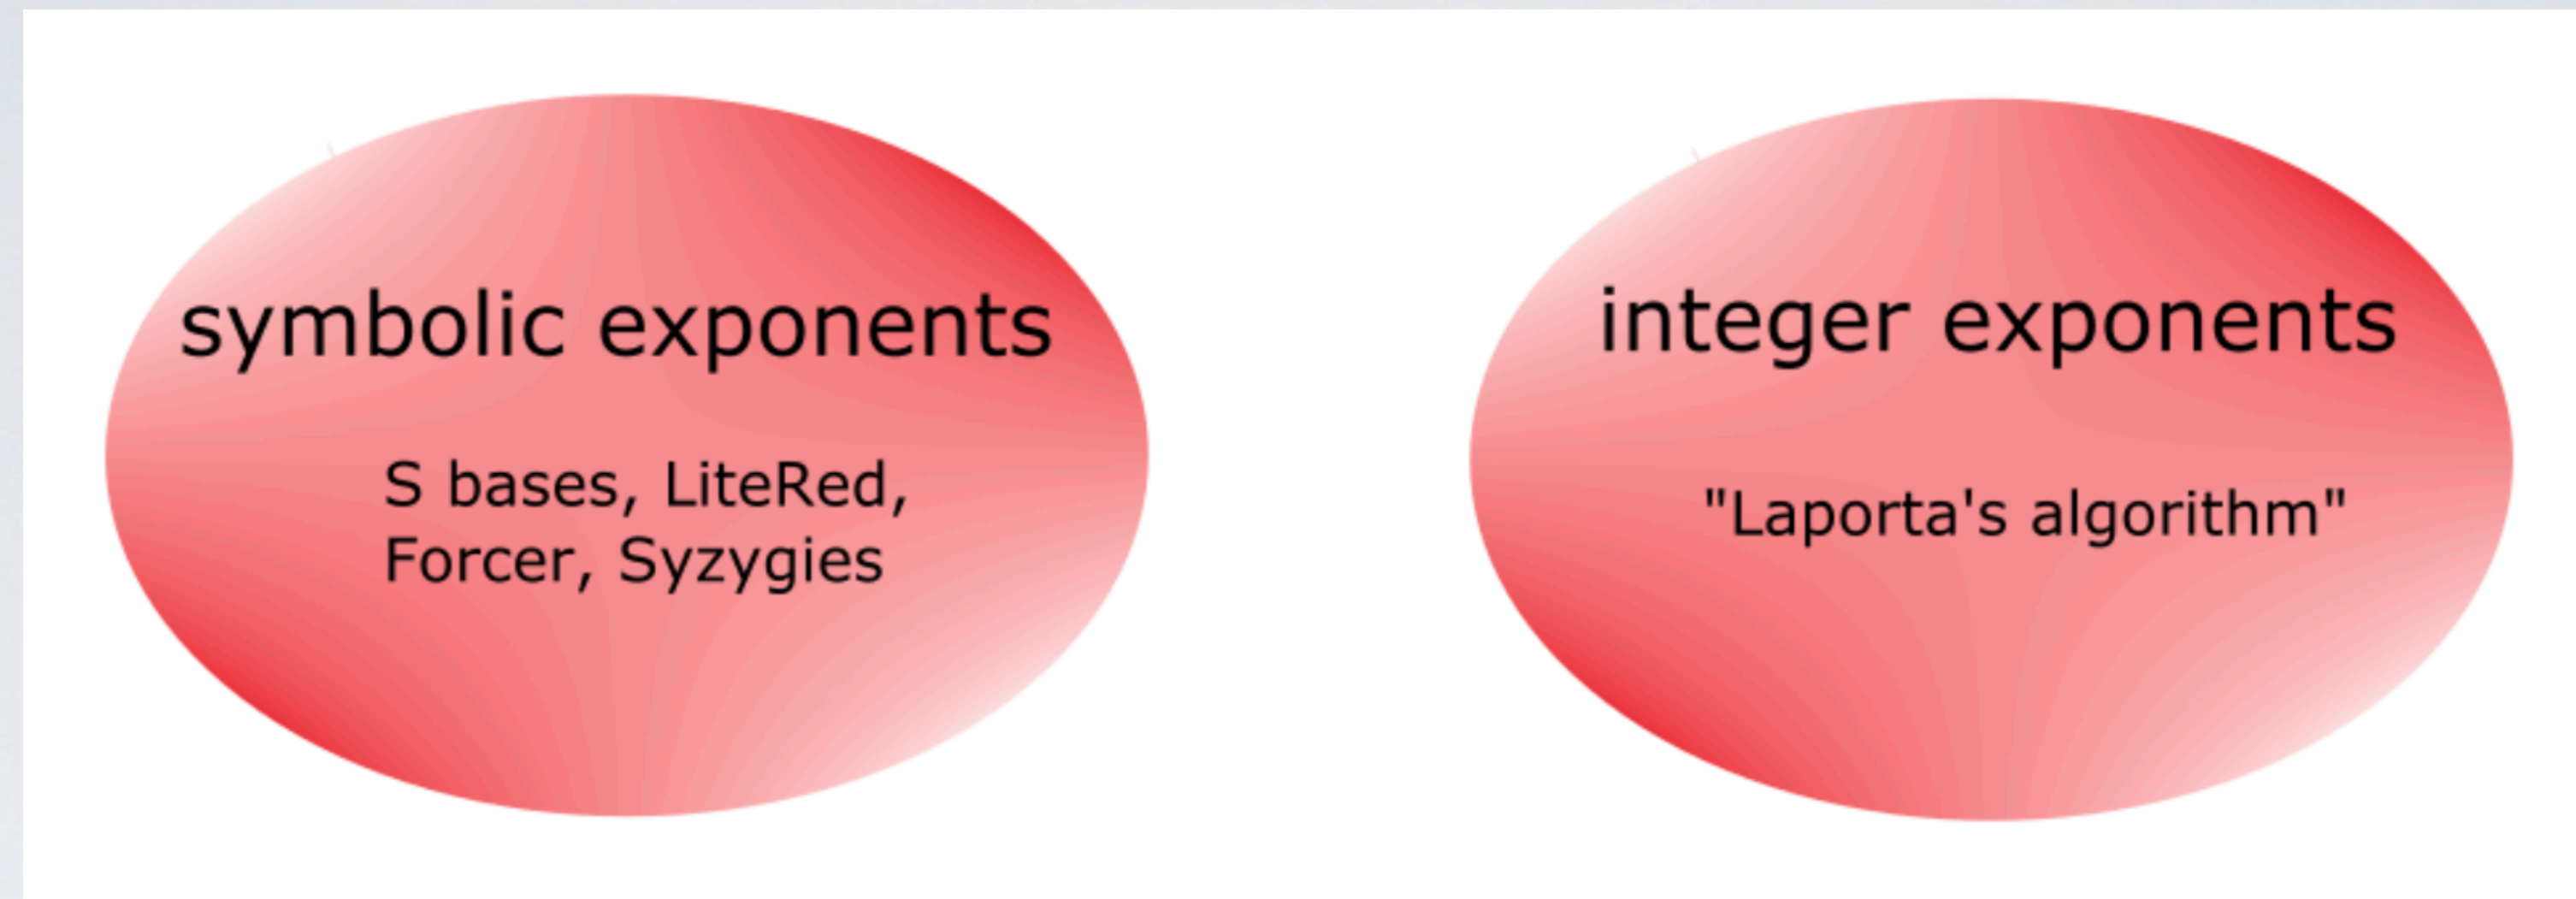 symbolic exponents
S bases, LiteRed,
Forcer, Syzygies
integer exponents
"Laporta's algorithm"